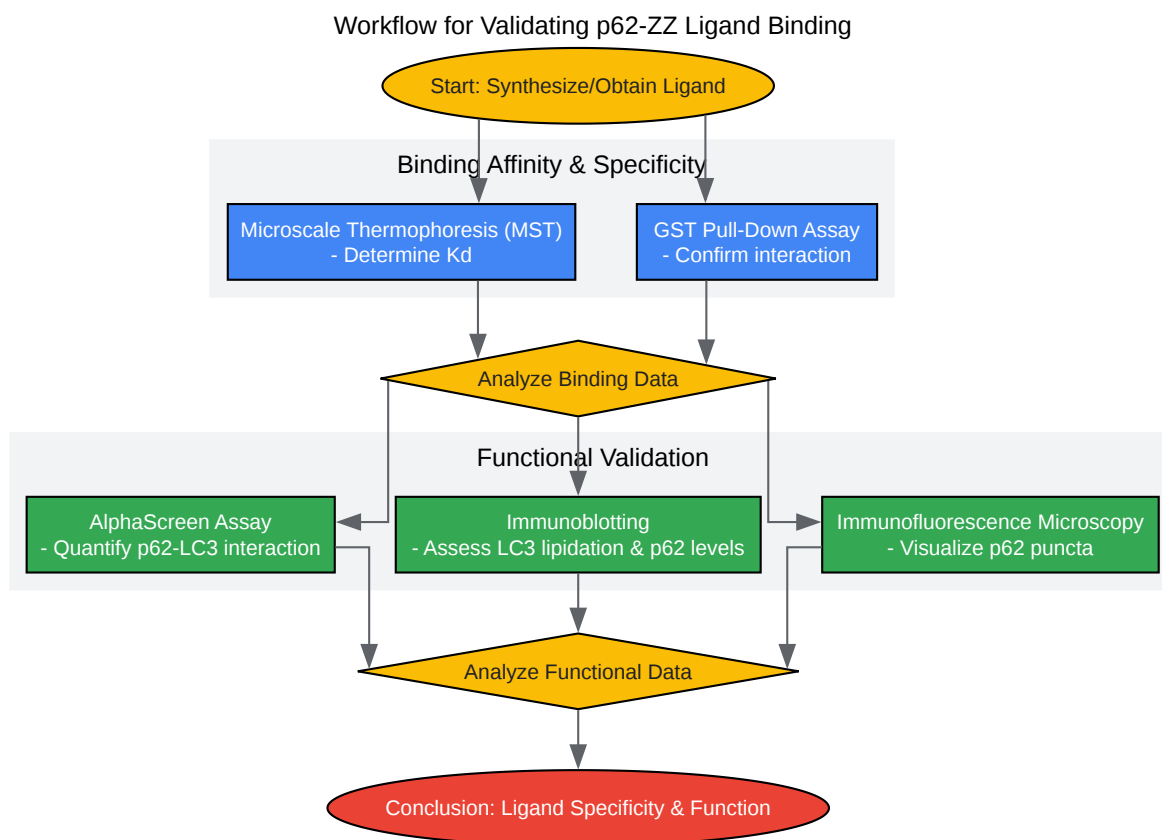 Workflow for Validating p62-ZZ Ligand Binding
Start: Synthesize/Obtain Ligand
Binding Affinity & Specificity
Microscale Thermophoresis (MST)
- Determine Kd
GST Pull-Down Assay
- Confirm interaction
Analyze Binding Data
Functional Validation
AlphaScreen Assay
- Quantify p62-LC3 interaction
Immunoblotting
- Assess LC3 lipidation & p62 levels
Immunofluorescence Microscopy
- Visualize p62 puncta
Analyze Functional Data
Conclusion: Ligand Specificity & Function